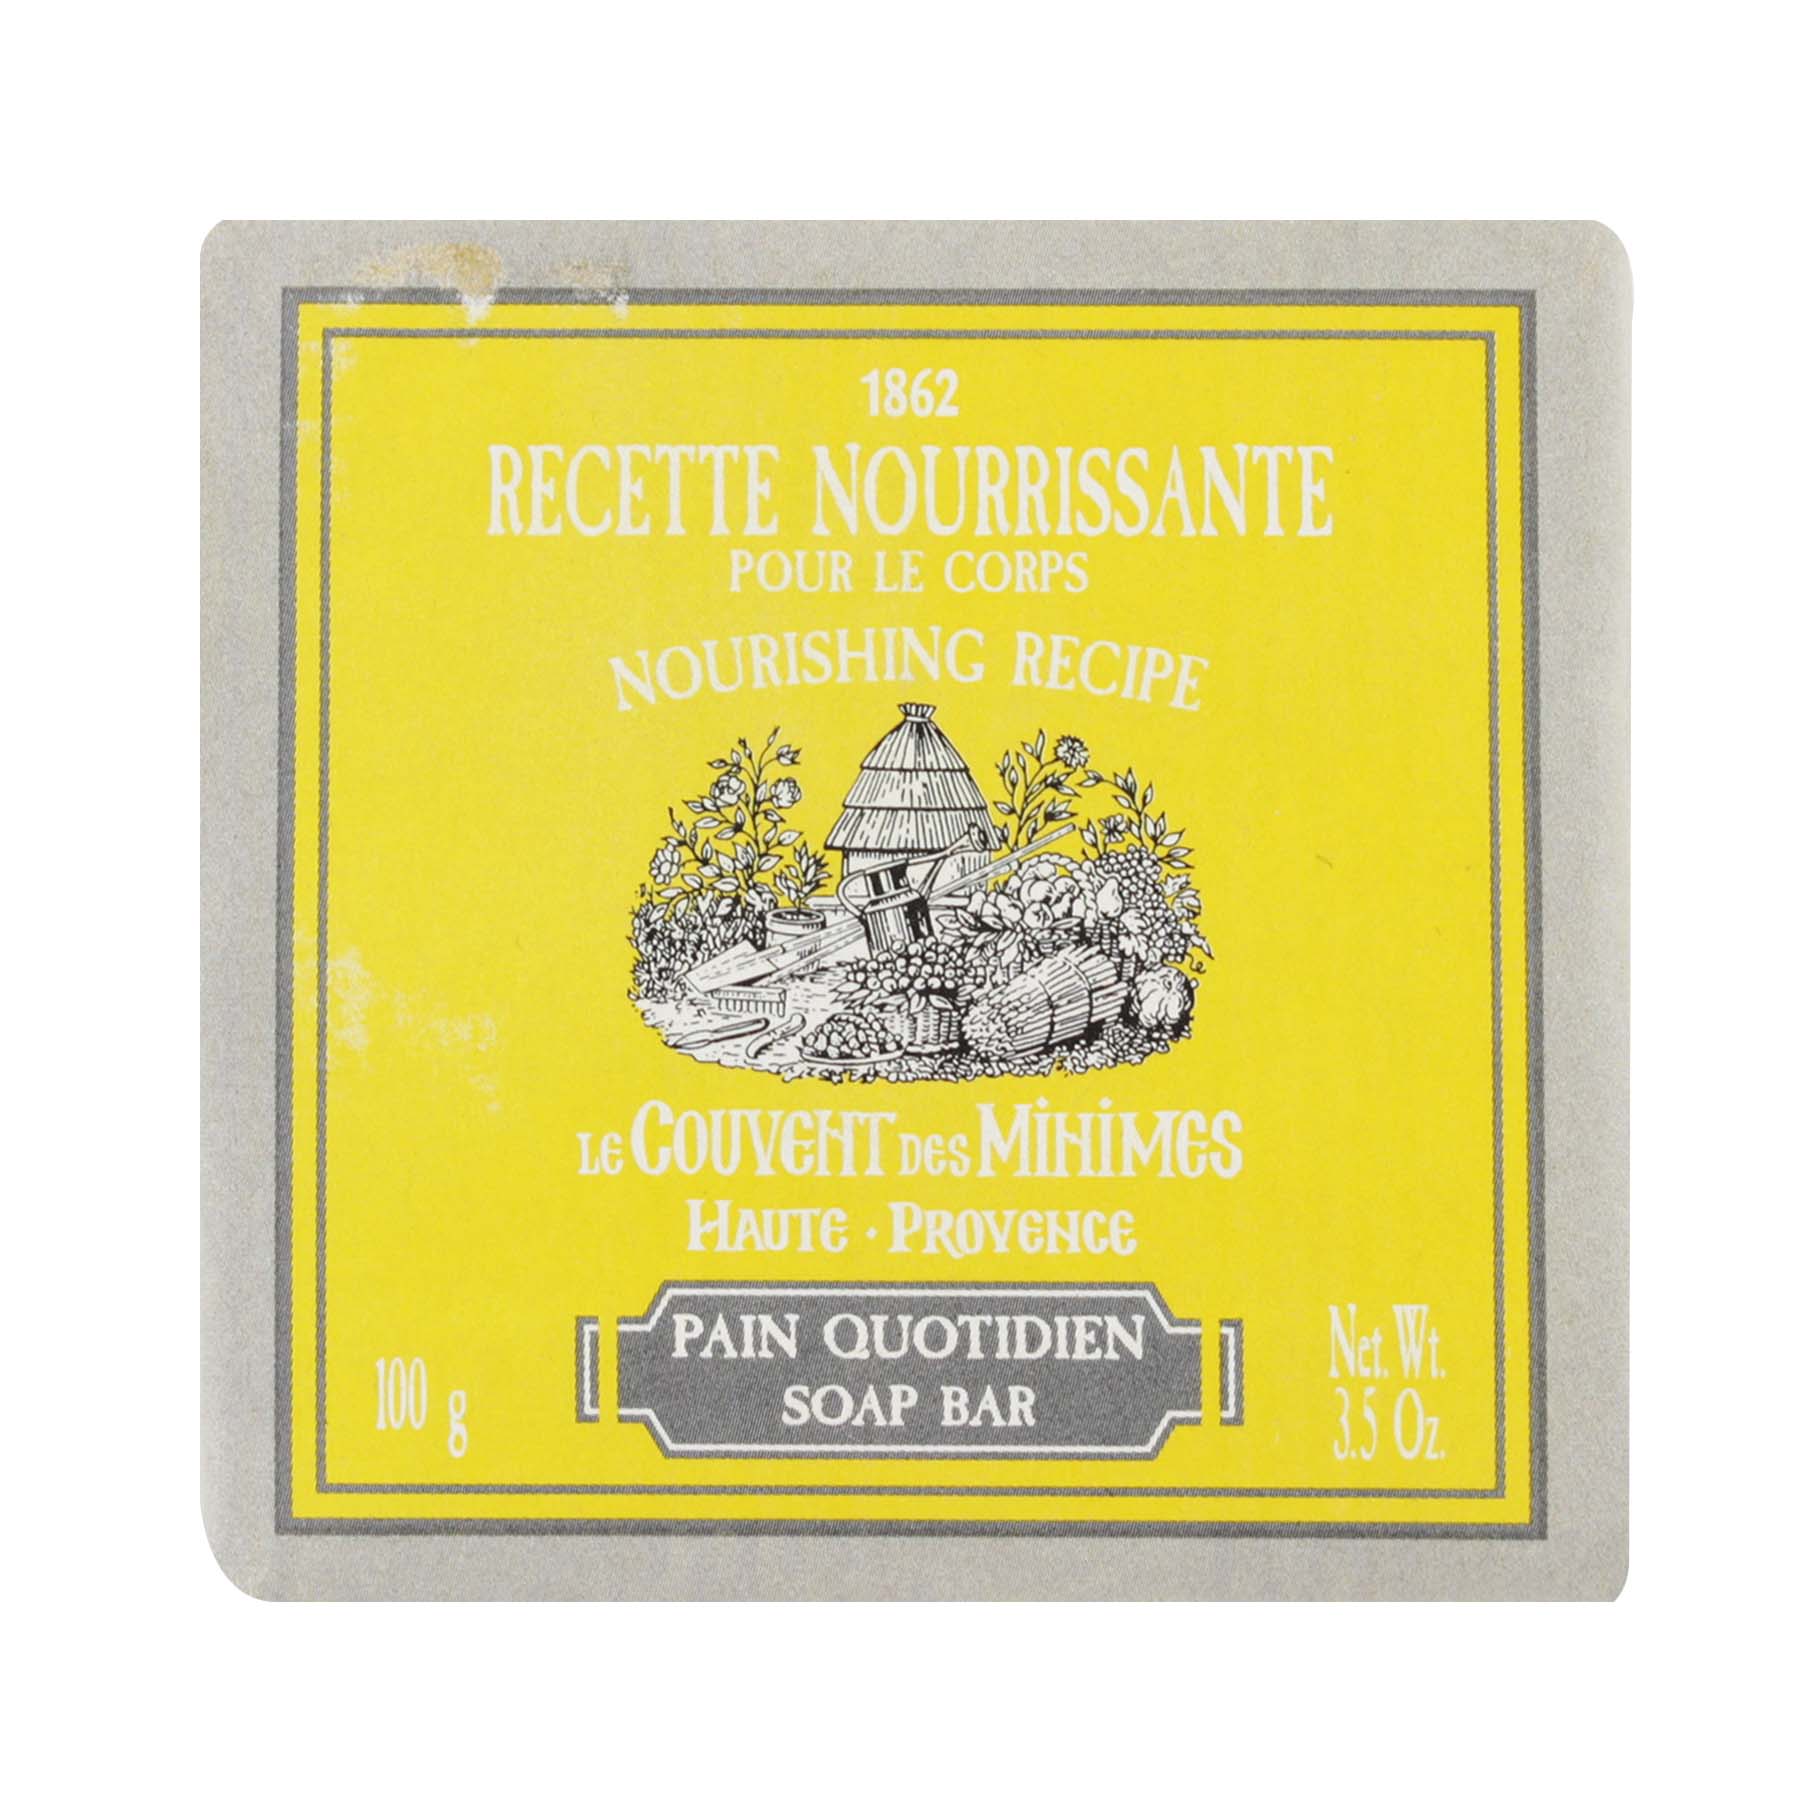 1862
RECETTE NOURRISSANTE
POUR LE CORPS
NOURISHING RECIPE
LE COUVENT DES MINIMES
HAUTE · PROVENCE
PAIN QUOTIDIEN
SOAP BAR
100 g
Net. Wt.
3.5 Oz.